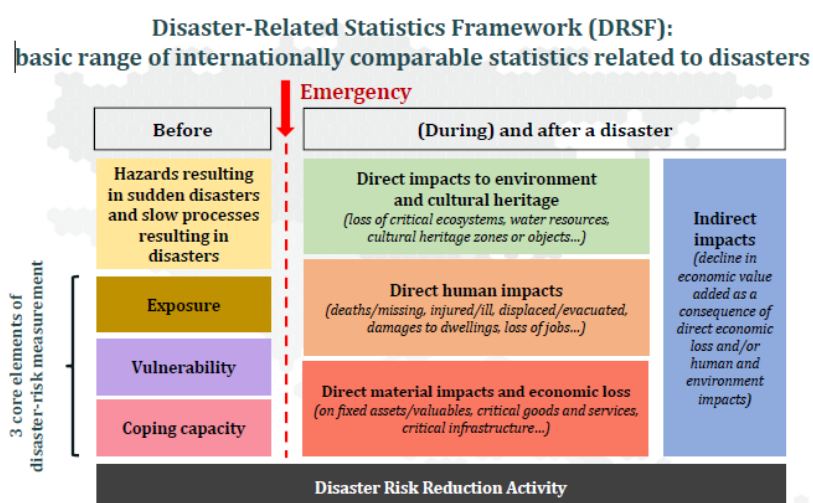 Disaster-Related Statistics Framework (DRSF):
basic range of internationally comparable statistics related to disasters
Emergency
Before
(During) and after a disaster
Hazards resulting
in sudden disasters
and slow processes
resulting in
disasters
Exposure
Vulnerability
Coping capacity
3 core elements of
disaster-risk measurement
Direct impacts to environment
and cultural heritage
(loss of critical ecosystems, water resources,
cultural heritage zones or objects...)
Direct human impacts
(deaths/missing, injured/ill, displaced/evacuated,
damages to dwellings, loss of jobs...)
Direct material impacts and economic loss
(on fixed assets/valuables, critical goods and services,
critical infrastructure...)
Indirect
impacts
(decline in
economic value
added as a
consequence of
direct economic
loss and/or
human and
environment
impacts)
Disaster Risk Reduction Activity